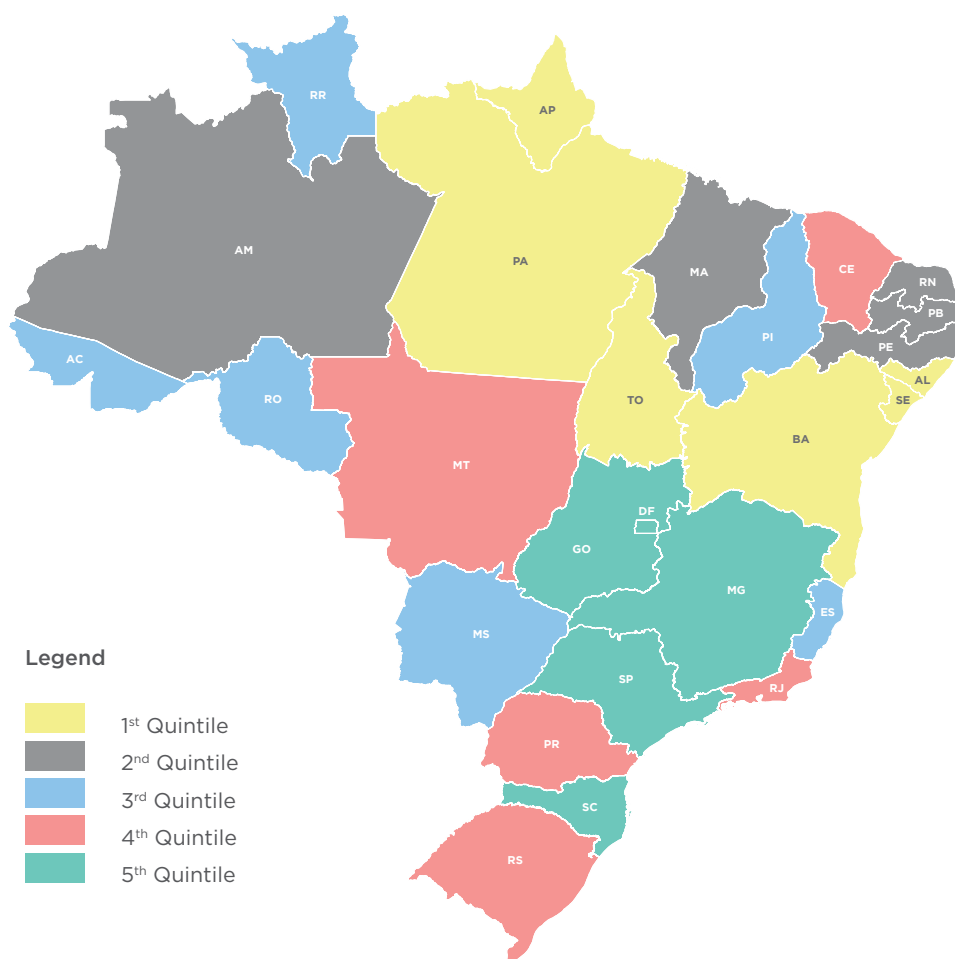 RR
AP
AM
PA
MA
CE
RN
PB
PI
PE
AC
AL
RO
TO
SE
BA
MT
DF
GO
MG
ES
MS
SP
RJ
PR
SC
RS
Legend
1st Quintile
2nd Quintile
3rd Quintile
4th Quintile
5th Quintile